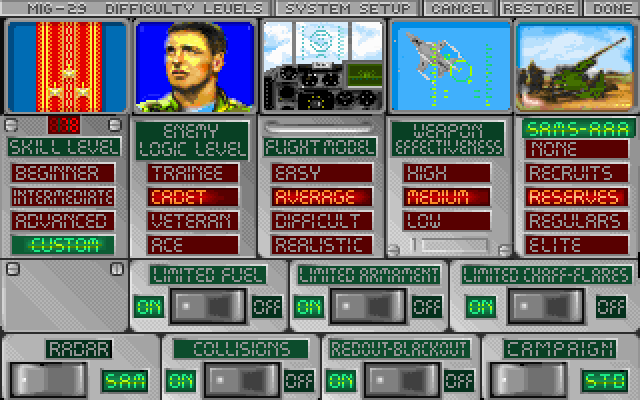 MIG-29 DIFFICULTY LEVELS SYSTEM SETUP CANCEL RESTORE DONE
SKILL LEVEL
BEGINNER
INTERMEDIATE
ADVANCED
CUSTOM
ENEMY
LOGIC LEVEL
TRAINEE
CADET
VETERAN
ACE
FLIGHT MODEL
EASY
AVERAGE
DIFFICULT
REALISTIC
WEAPON
EFFECTIVENESS
HIGH
MEDIUM
LOW
SAMS-AAA
NONE
RECRUITS
RESERVES
REGULARS
ELITE
LIMITED FUEL
ON OFF
LIMITED ARMAMENT
ON OFF
LIMITED CHAFF-FLARES
ON OFF
RADAR
SAM
COLLISIONS
ON OFF
REDOUT-BLACKOUT
ON OFF
CAMPAIGN
STD